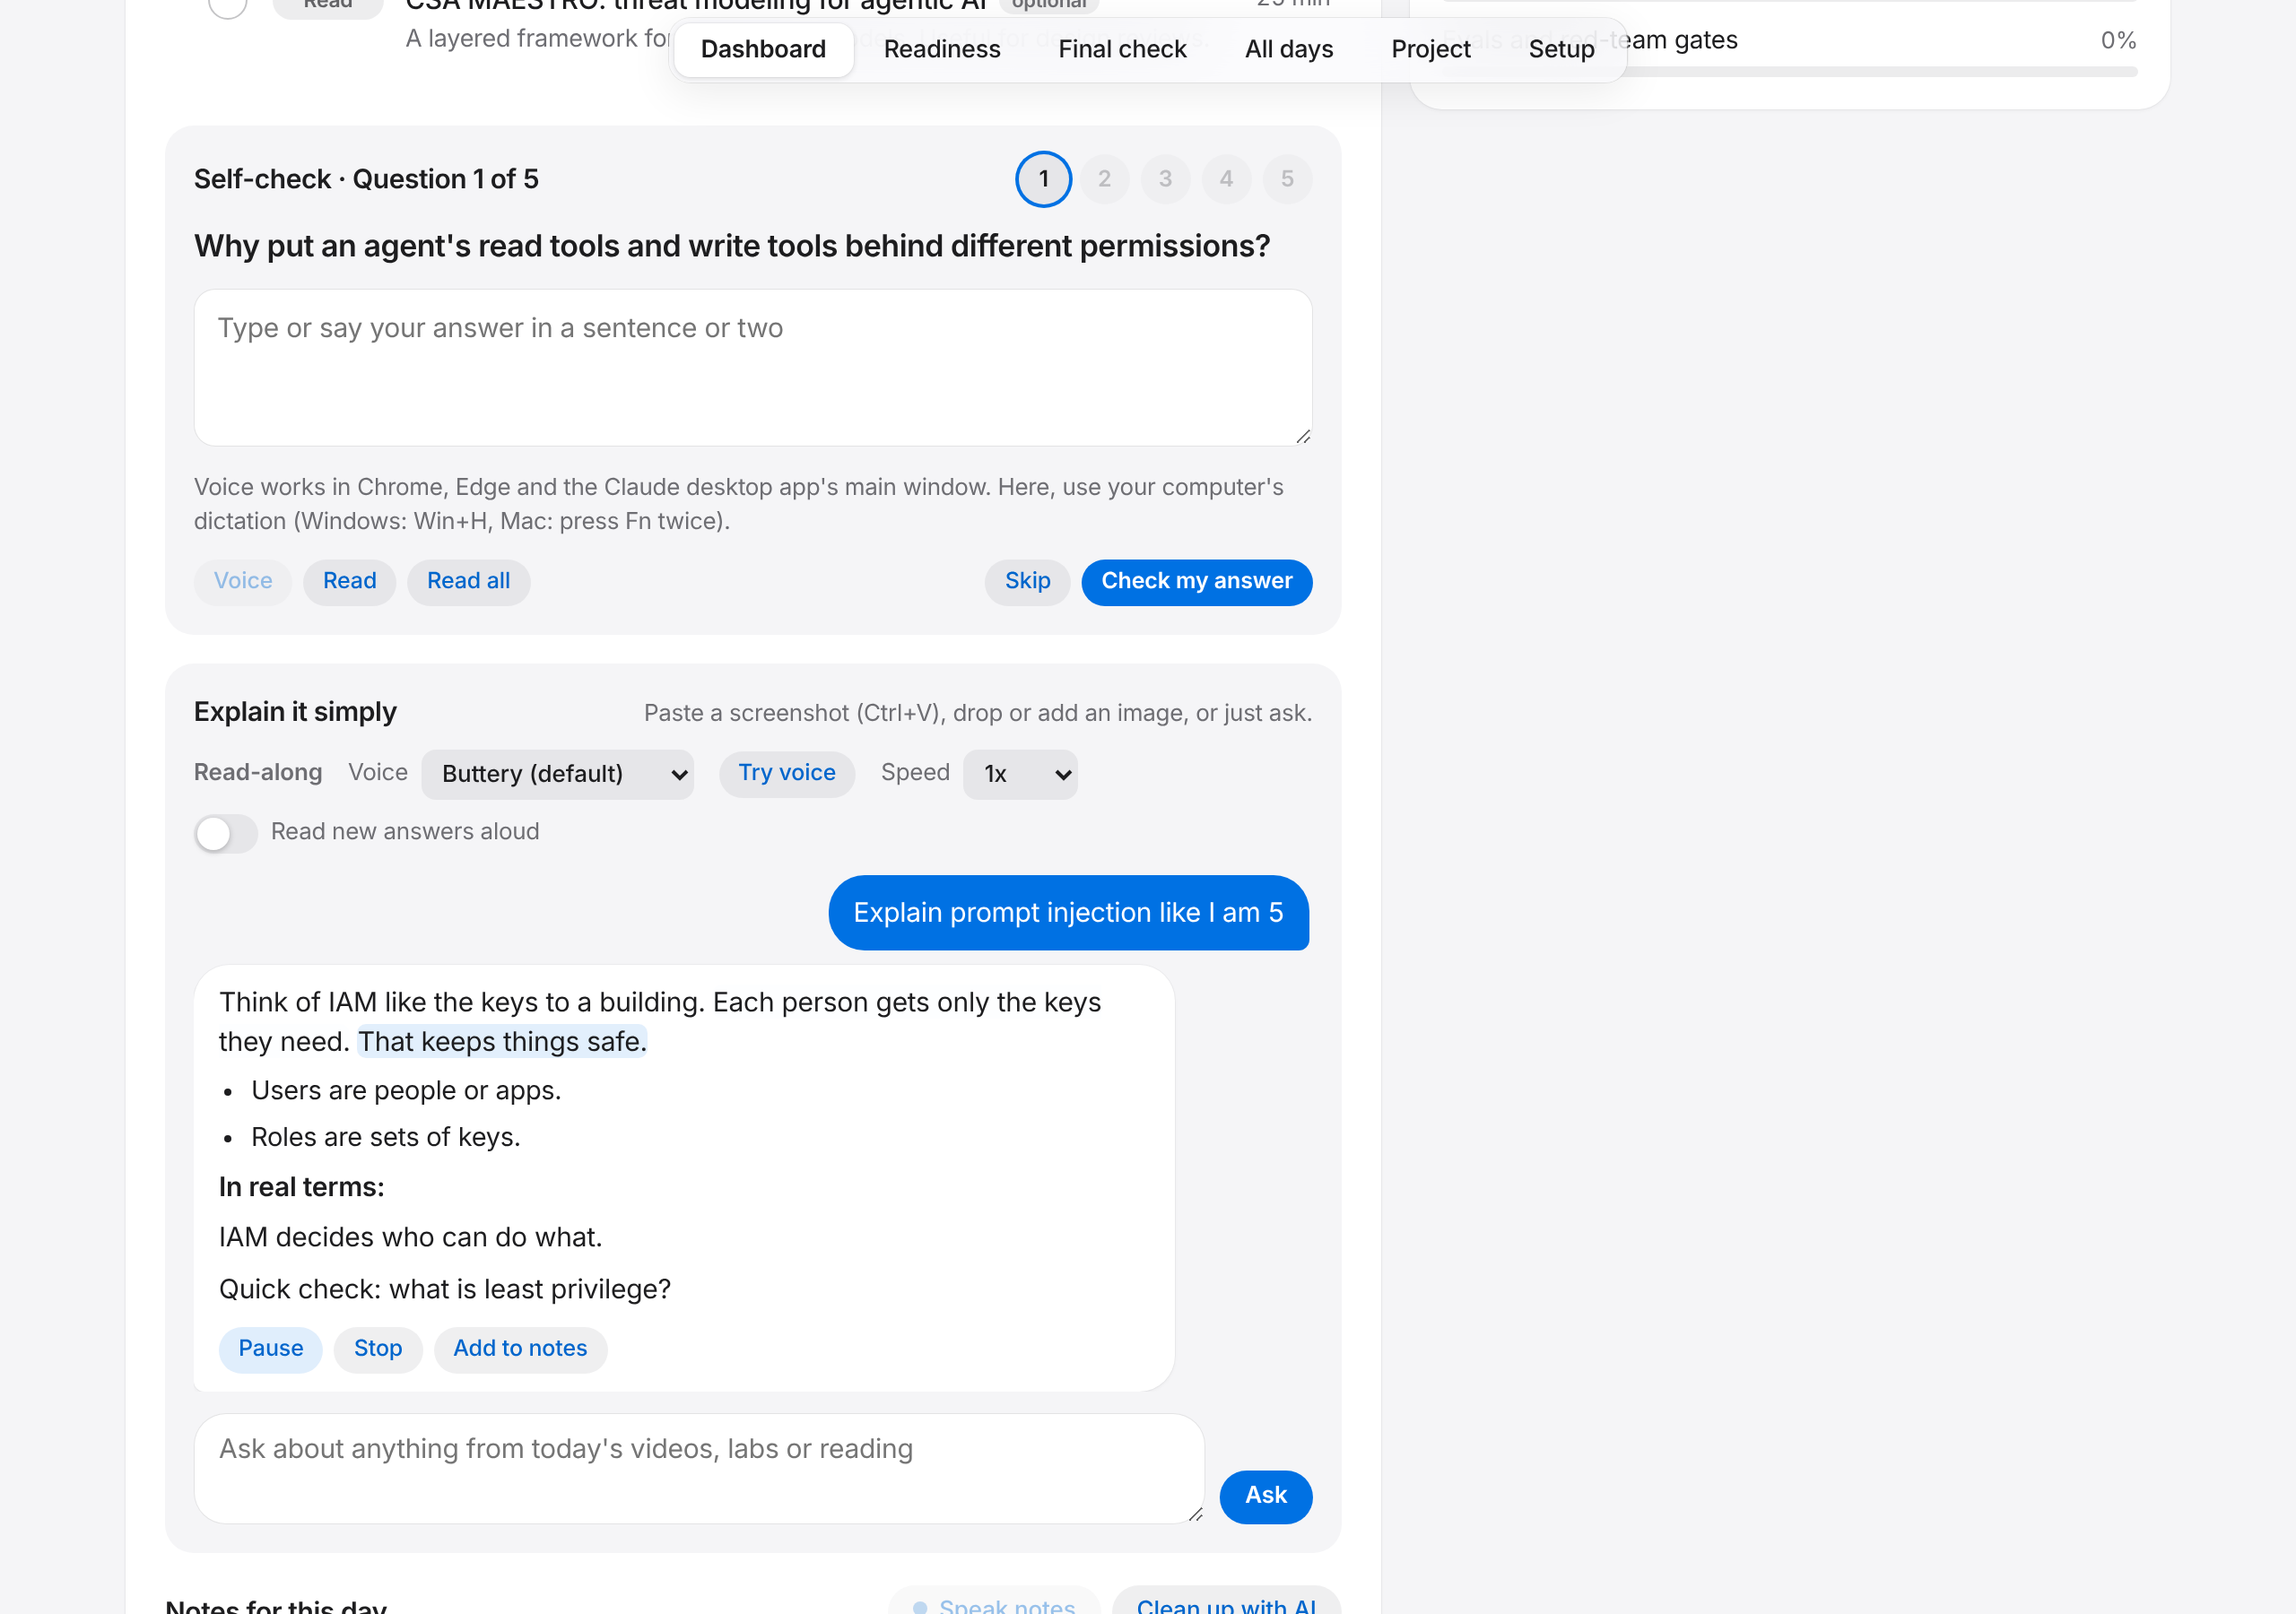 Read CSA MAESTRO: threat modeling for agentic AI optional 25 min
A layered framework for
Dashboard Readiness Final check All days Project Setup
Evals and red-team gates 0%
Self-check · Question 1 of 5
1 2 3 4 5
Why put an agent's read tools and write tools behind different permissions?
Type or say your answer in a sentence or two
Voice works in Chrome, Edge and the Claude desktop app's main window. Here, use your computer's
dictation (Windows: Win+H, Mac: press Fn twice).
Voice Read Read all Skip Check my answer
Explain it simply Paste a screenshot (Ctrl+V), drop or add an image, or just ask.
Read-along Voice Buttery (default) Try voice Speed 1x
Read new answers aloud
Explain prompt injection like I am 5
Think of IAM like the keys to a building. Each person gets only the keys
they need. That keeps things safe.
• Users are people or apps.
• Roles are sets of keys.
In real terms:
IAM decides who can do what.
Quick check: what is least privilege?
Pause Stop Add to notes
Ask about anything from today's videos, labs or reading
Ask
Notes for this day Speak notes Clean up with AI